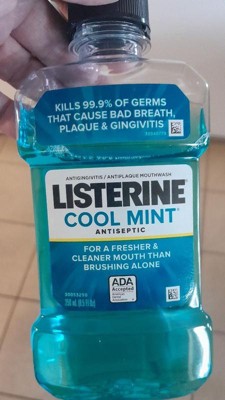 KILLS 99.9% OF GERMS
THAT CAUSE BAD BREATH,
PLAQUE & GINGIVITIS
ANTIGINGIVITIS / ANTIPLAQUE MOUTHWASH
LISTERINE
COOL MINT®
ANTISEPTIC
FOR A FRESHER &
CLEANER MOUTH THAN
BRUSHING ALONE
ADA
Accepted